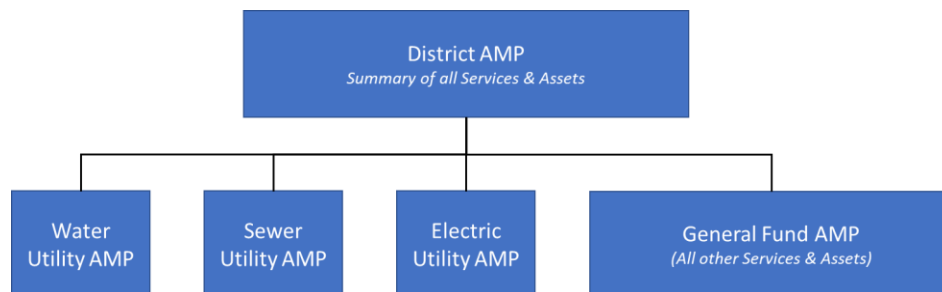 District AMP
Summary of all Services & Assets
Water
Utility AMP
Sewer
Utility AMP
Electric
Utility AMP
General Fund AMP
(All other Services & Assets)